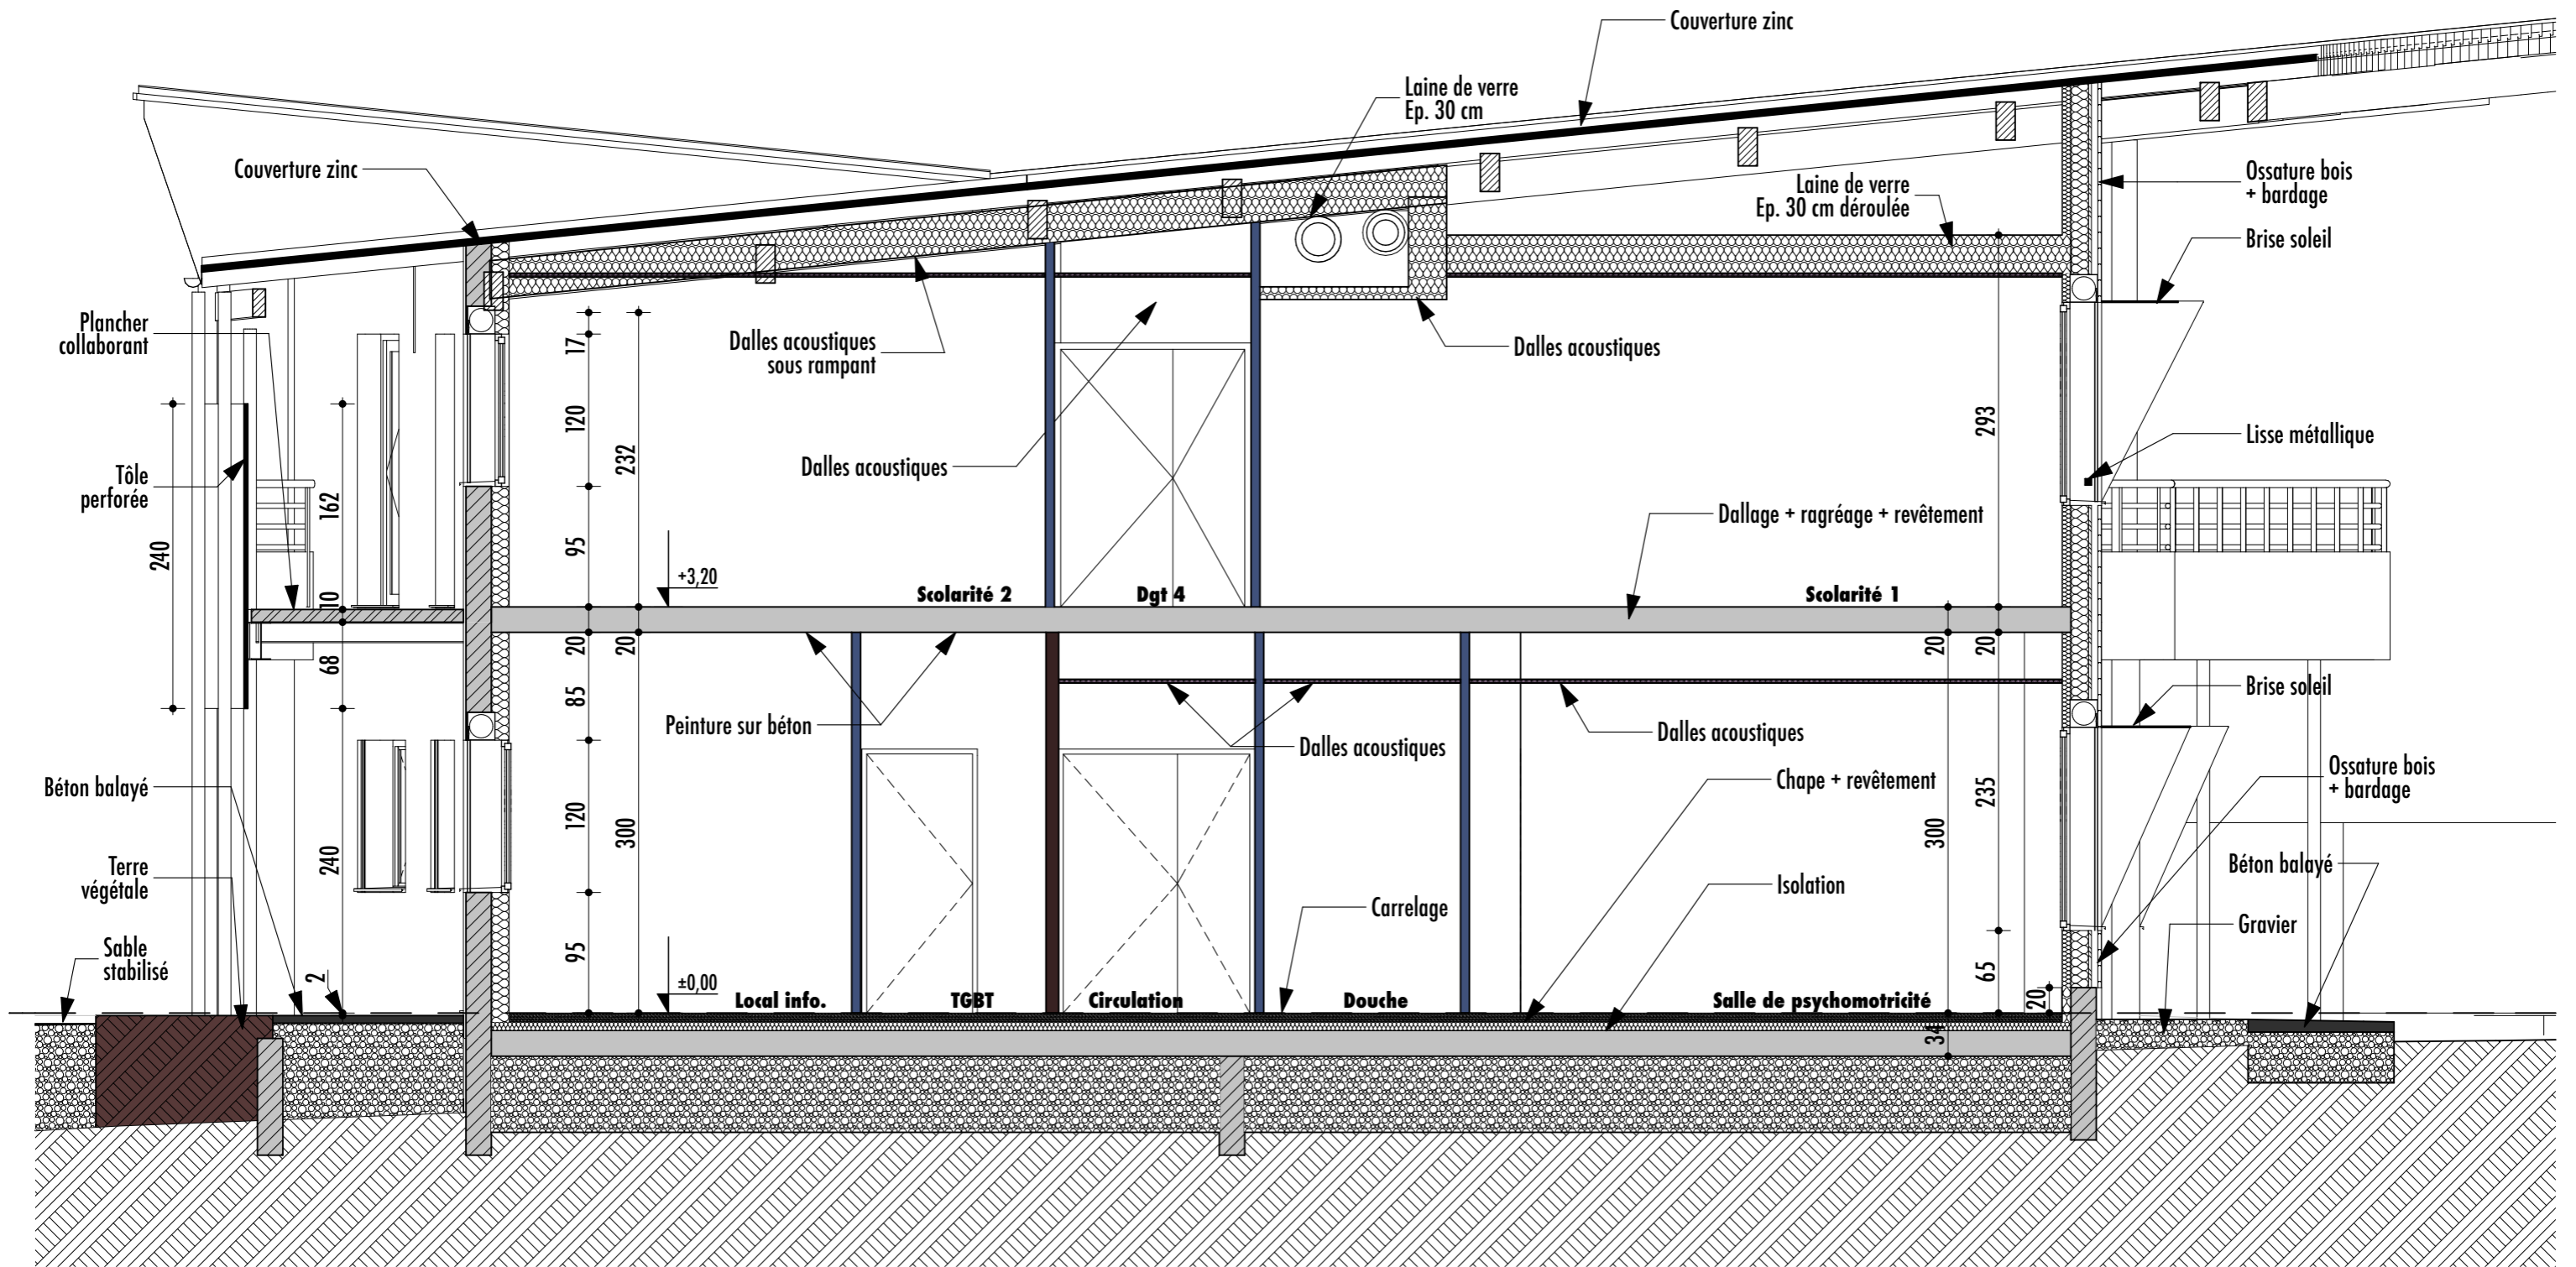 Couverture zinc
Laine de verre
Ep. 30 cm
Couverture zinc
Laine de verre
Ep. 30 cm déroulée
Ossature bois
+ bardage
Brise soleil
Plancher
collaborant
Dalles acoustiques
sous rampant
Dalles acoustiques
17
120
232
95
293
Dalles acoustiques
Lisse métallique
Tôle
perforée
240
162
10
68
Dallage + ragréage + revêtement
+3,20
Scolarité 2
Dgt 4
Scolarité 1
20
20
20
20
85
Peinture sur béton
Dalles acoustiques
Dalles acoustiques
Brise soleil
Béton balayé
120
300
240
Chape + revêtement
235
300
Ossature bois
+ bardage
Terre
végétale
Isolation
Béton balayé
Carrelage
Gravier
Sable
stabilisé
2
95
±0,00
65
20
34
Local info.
TGBT
Circulation
Douche
Salle de psychomotricité